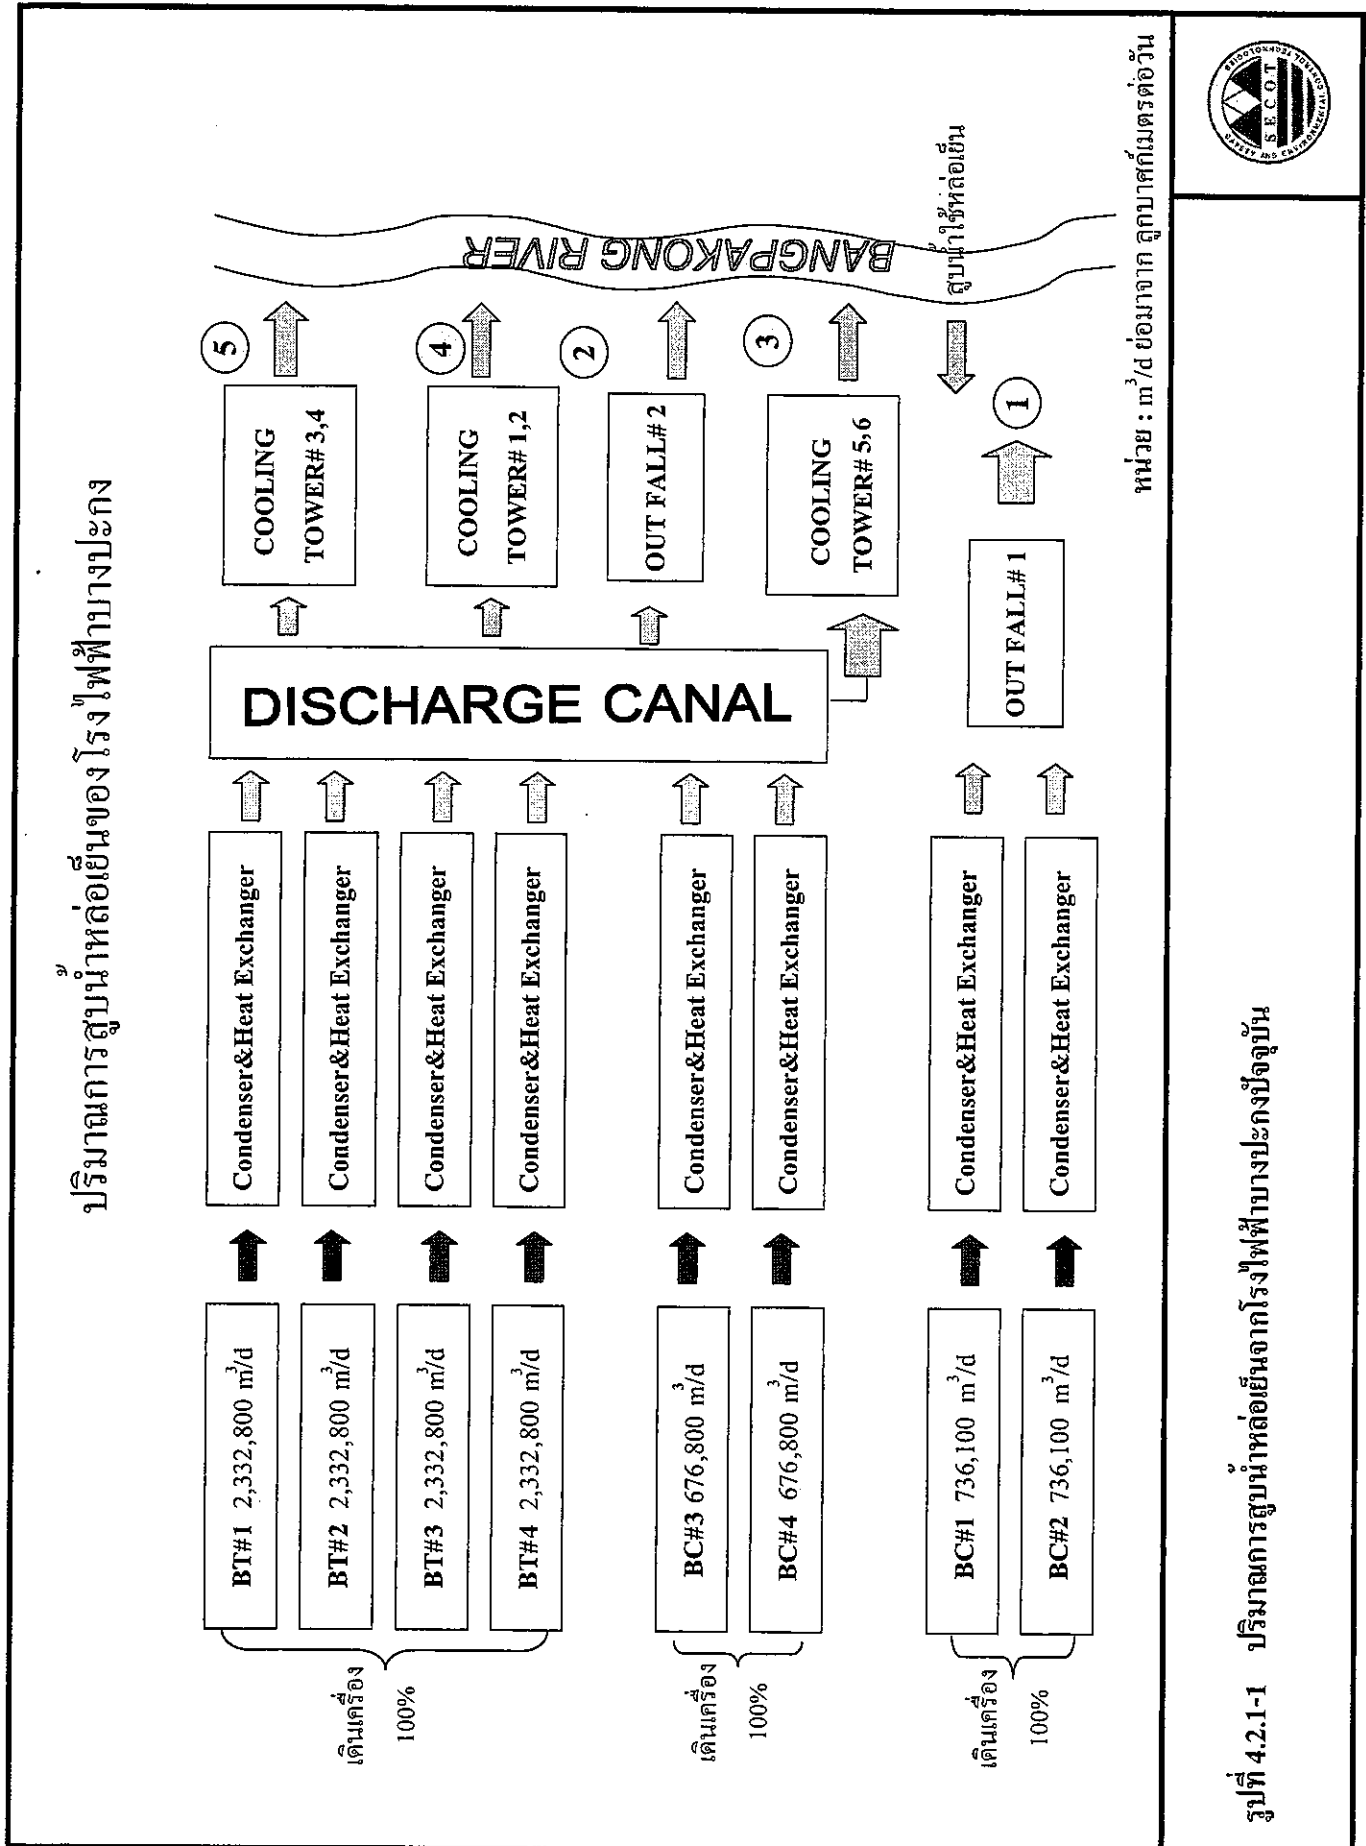 ปริมาณการสูบน้ำหล่อเย็นของโรงไฟฟ้าบางปะกง
เดินเครื่อง
100%
BT#1 2,332,800 m³/d
Condenser&Heat Exchanger
BT#2 2,332,800 m³/d
Condenser&Heat Exchanger
BT#3 2,332,800 m³/d
Condenser&Heat Exchanger
BT#4 2,332,800 m³/d
Condenser&Heat Exchanger
เดินเครื่อง
100%
BC#3 676,800 m³/d
Condenser&Heat Exchanger
BC#4 676,800 m³/d
Condenser&Heat Exchanger
เดินเครื่อง
100%
BC#1 736,100 m³/d
Condenser&Heat Exchanger
BC#2 736,100 m³/d
Condenser&Heat Exchanger
DISCHARGE CANAL
COOLING
TOWER# 3,4
5
COOLING
TOWER# 1,2
4
OUT FALL# 2
2
COOLING
TOWER# 5,6
3
OUT FALL# 1
1
BANGPAKONG RIVER
สูบน้ำใช้หล่อเย็น
หน่วย : m³/d ย่อมาจาก ลูกบาศก์เมตรต่อวัน
รูปที่ 4.2.1-1 ปริมาณการสูบน้ำหล่อเย็นจากโรงไฟฟ้าบางปะกงปัจจุบัน
SECOT
SAFETY AND ENVIRONMENTAL CONTROL TECHNOLOGIES